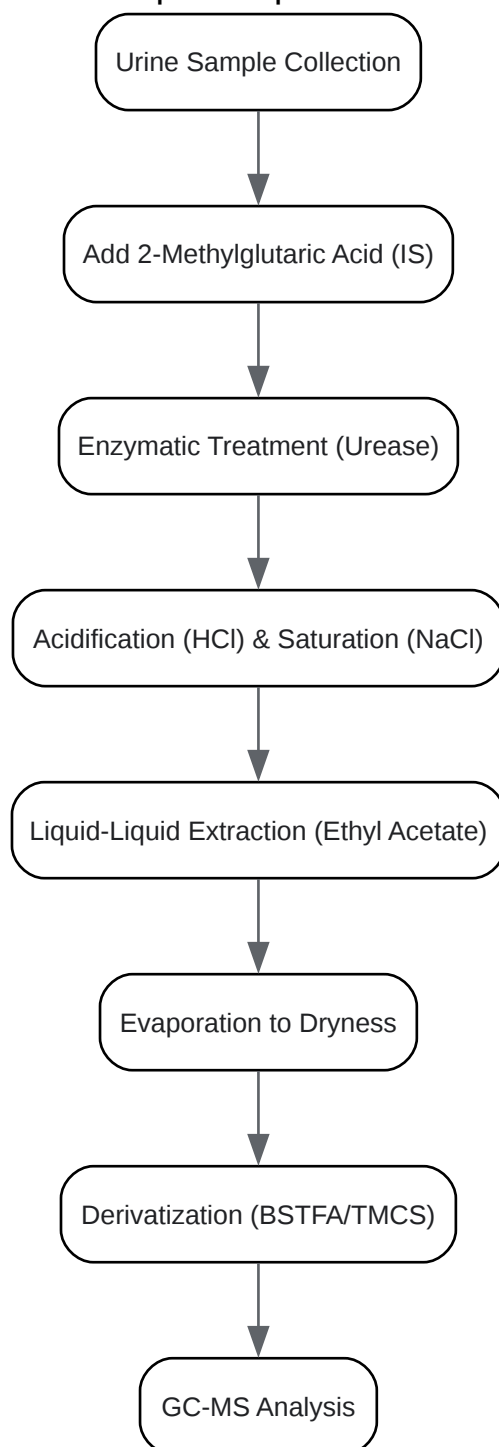 Urine Sample Collection
Add 2-Methylglutaric Acid (IS)
Enzymatic Treatment (Urease)
Acidification (HCl) & Saturation (NaCl)
Liquid-Liquid Extraction (Ethyl Acetate)
Evaporation to Dryness
Derivatization (BSTFA/TMCS)
GC-MS Analysis